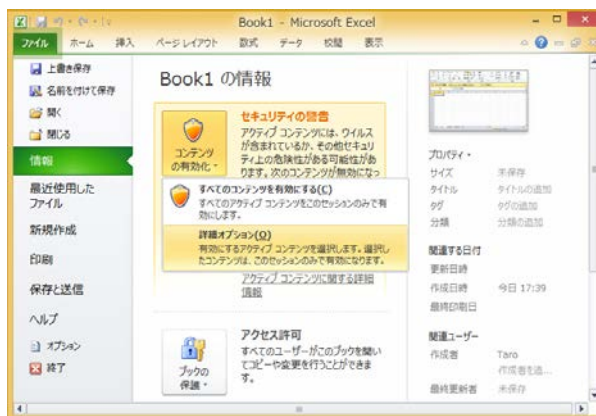 Book1 - Microsoft Excel
ファイル ホーム 挿入 ページレイアウト 数式 データ 校閲 表示
上書き保存
名前を付けて保存
開く
閉じる
情報
最近使用した
ファイル
新規作成
印刷
保存と送信
ヘルプ
オプション
終了
Book1 の情報
コンテンツ
の有効化
セキュリティの警告
アクティブ コンテンツには、ウイルス
が含まれているか、その他セキュリ
ティ上の危険性がある可能性があ
ります。次のコンテンツが無効になっ
すべてのコンテンツを有効にする(C)
すべてのアクティブ コンテンツをこのセッションのみで有
効にします。
詳細オプション(O)
有効にするアクティブ コンテンツを選択します。選択し
たコンテンツは、このセッションのみで有効になります。
アクティブ コンテンツに関する詳細
情報
ブックの
保護
アクセス許可
すべてのユーザーがこのブックを開い
てコピーや変更を行うことができま
す。
プロパティ
サイズ 未保存
タイトル タイトルの追加
タグ タグの追加
分類 分類の追加
関連する日付
更新日時
作成日時 今日 17:39
最終印刷日
関連ユーザー
作成者 Taro
作成者を追...
最終更新者 未保存